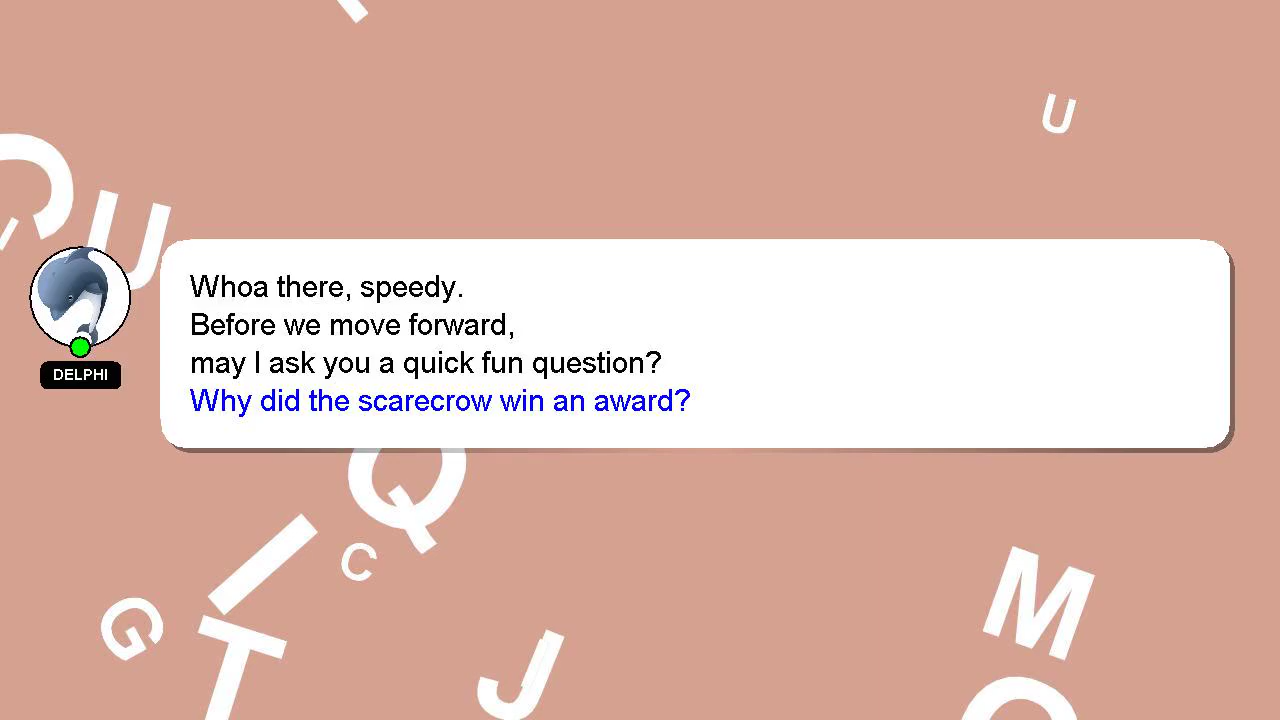 Whoa there, speedy.
Before we move forward,
may I ask you a quick fun question?
Why did the scarecrow win an award?
DELPHI
U
U
Q
I
C
G
T
J
M